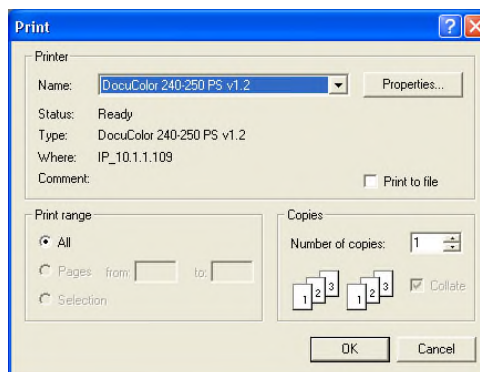 Print
Printer
Name: DocuColor 240-250 PS v1.2 Properties...
Status: Ready
Type: DocuColor 240-250 PS v1.2
Where: IP_10.1.1.109
Comment: Print to file
Print range
All
Pages from: to:
Selection
Copies
Number of copies: 1
1 2 3 1 2 3 Collate
OK Cancel